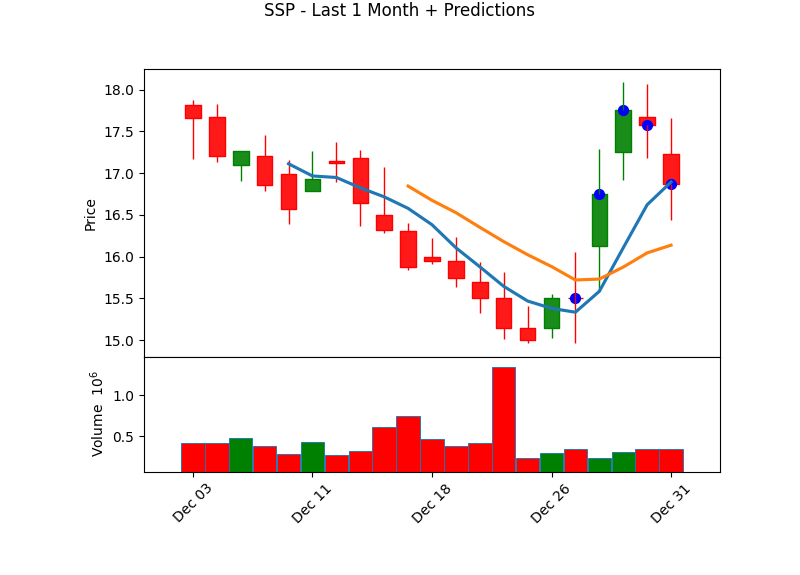 SSP - Last 1 Month + Predictions
18.0
17.5
17.0
16.5
16.0
15.5
15.0
Price
1.0
0.5
Volume 10^6
Dec 03
Dec 11
Dec 18
Dec 26
Dec 31